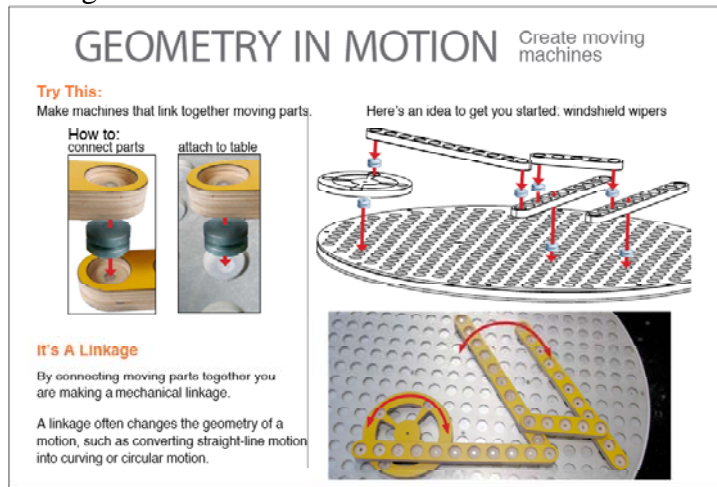 GEOMETRY IN MOTION
Create moving
machines
Try This:
Make machines that link together moving parts.
How to:
connect parts
attach to table
Here's an idea to get you started: windshield wipers
It's A Linkage
By connecting moving parts together you
are making a mechanical linkage.
A linkage often changes the geometry of a
motion, such as converting straight-line motion
into curving or circular motion.